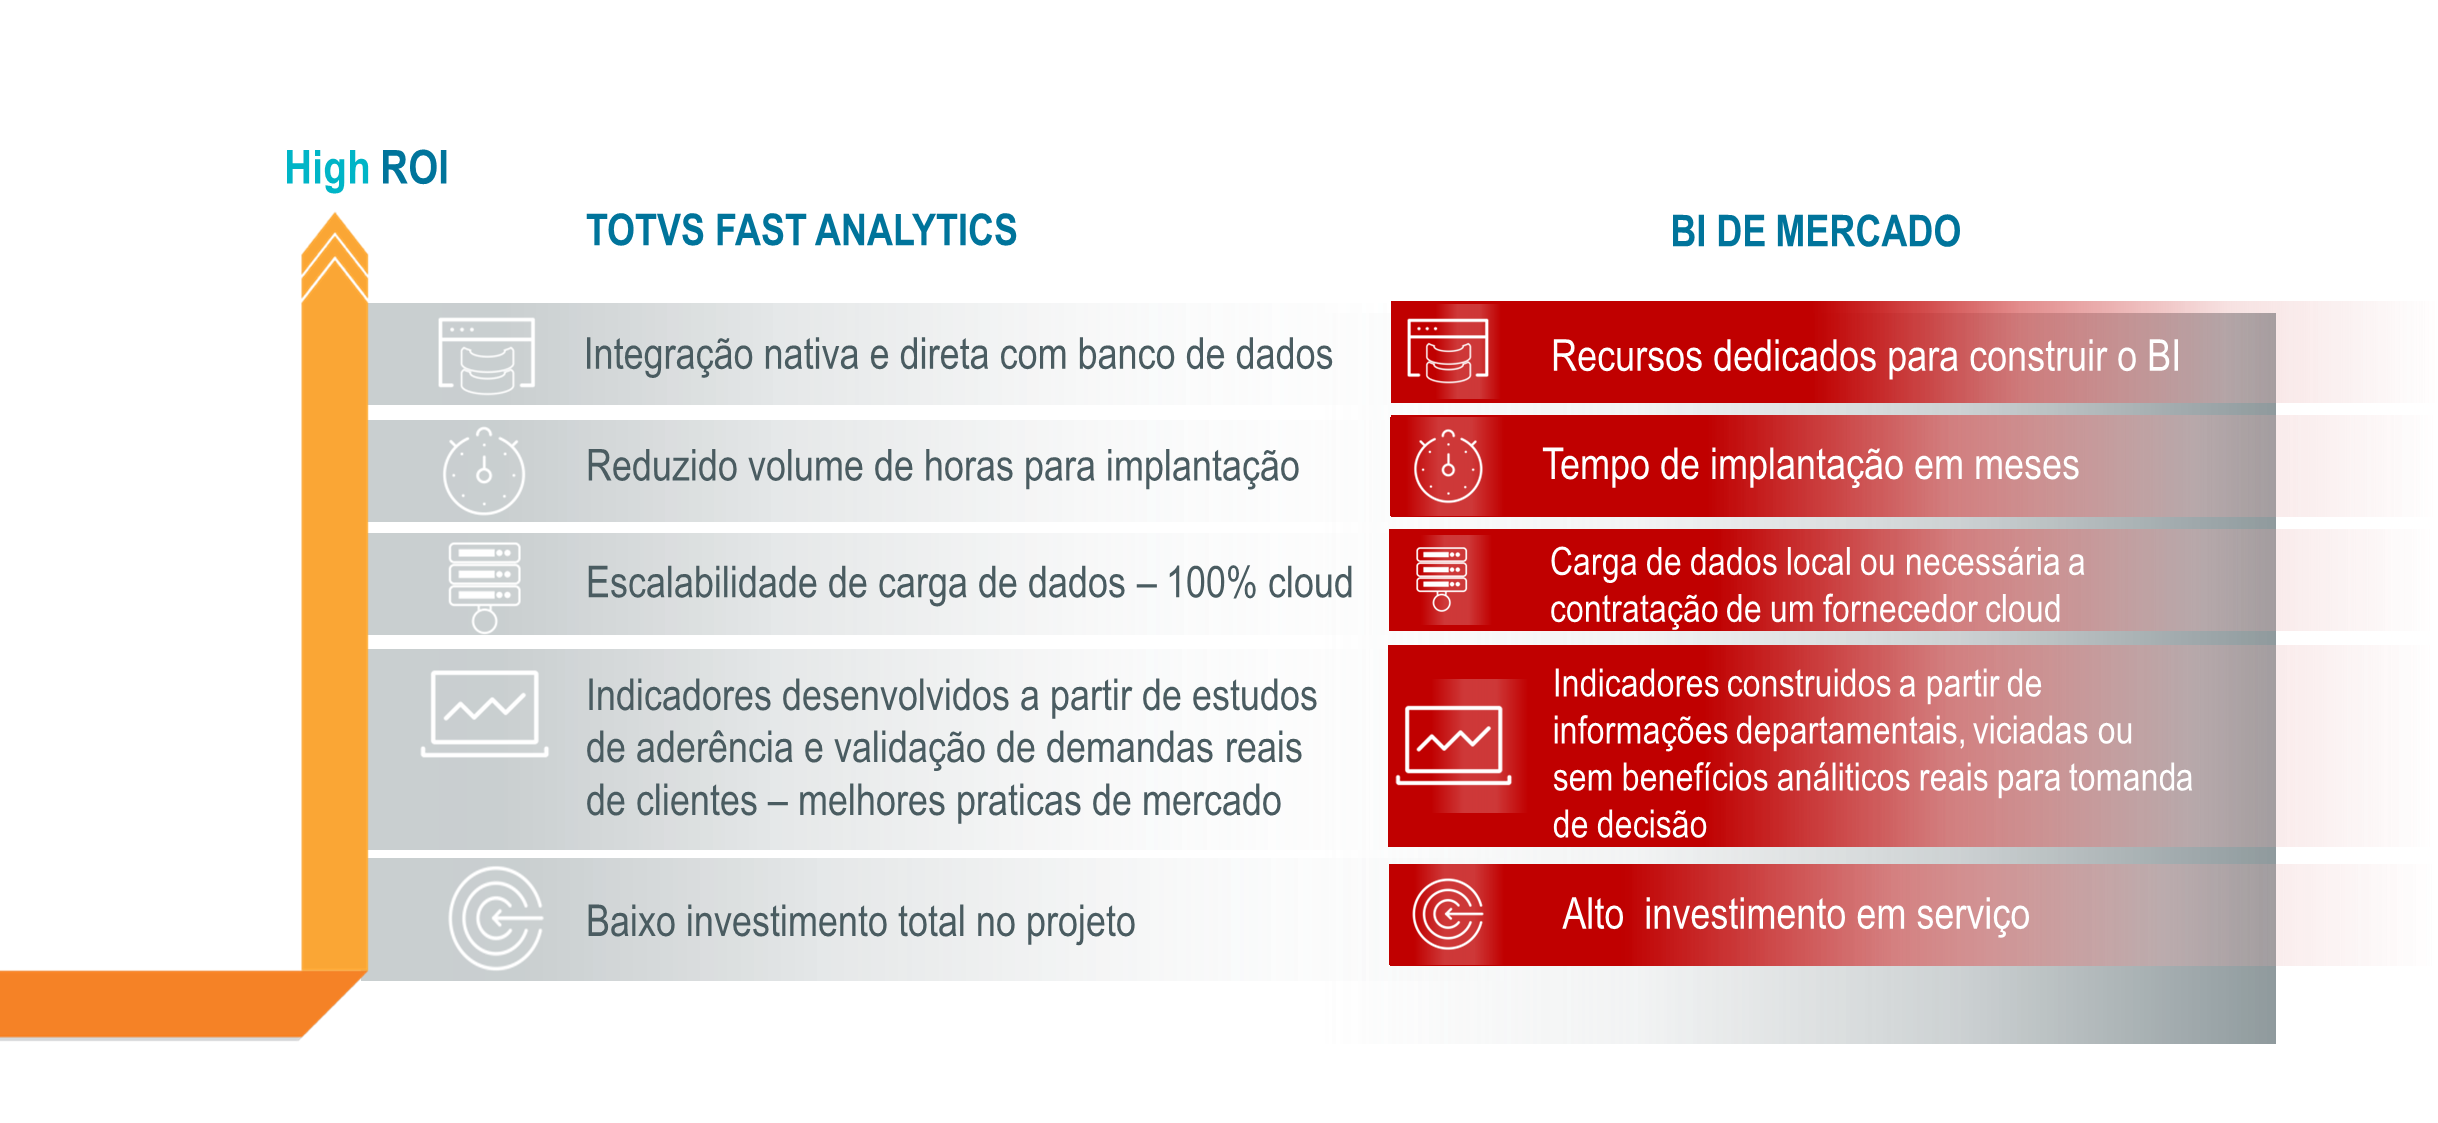 High ROI
TOTVS FAST ANALYTICS
BI DE MERCADO
Integração nativa e direta com banco de dados
Recursos dedicados para construir o BI
Reduzido volume de horas para implantação
Tempo de implantação em meses
Escalabilidade de carga de dados – 100% cloud
Carga de dados local ou necessária a
contratação de um fornecedor cloud
Indicadores desenvolvidos a partir de estudos
de aderência e validação de demandas reais
de clientes – melhores praticas de mercado
Indicadores construidos a partir de
informações departamentais, viciadas ou
sem benefícios análiticos reais para tomanda
de decisão
Baixo investimento total no projeto
Alto  investimento em serviço